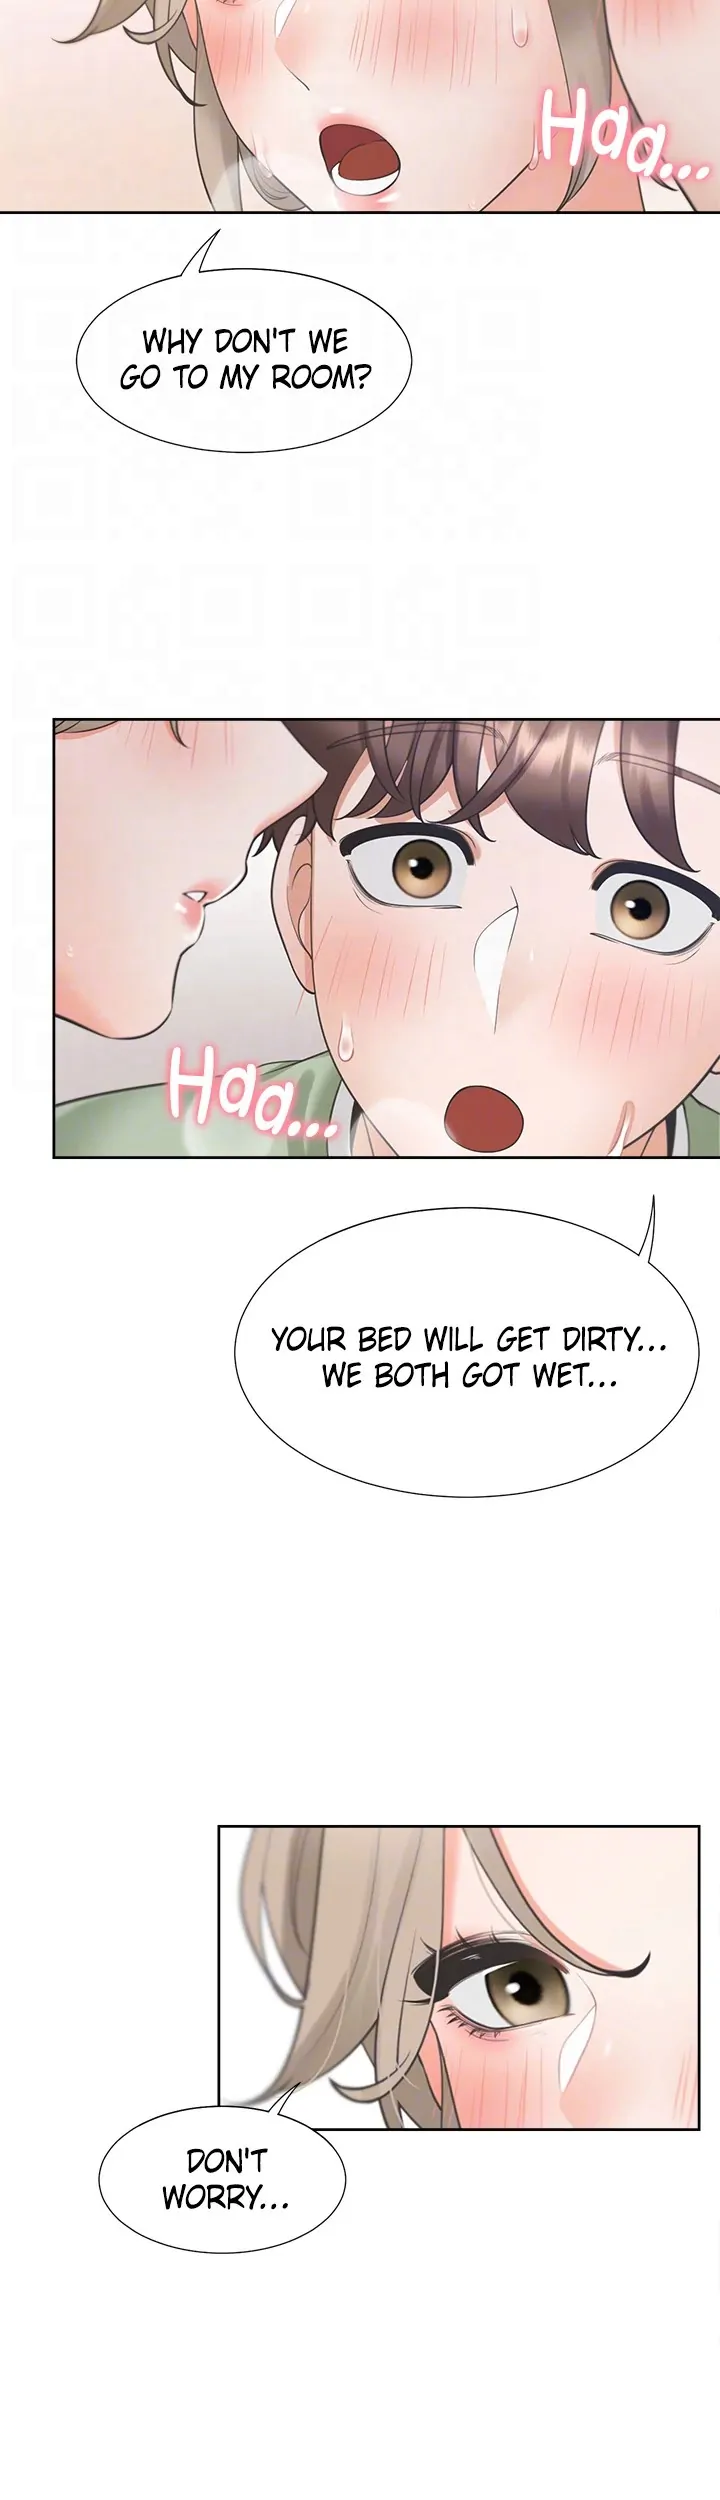 Haa...
WHY DON'T WE
GO TO MY ROOM?
Haa...
YOUR BED WILL GET DIRTY...
WE BOTH GOT WET...
DON'T
WORRY...